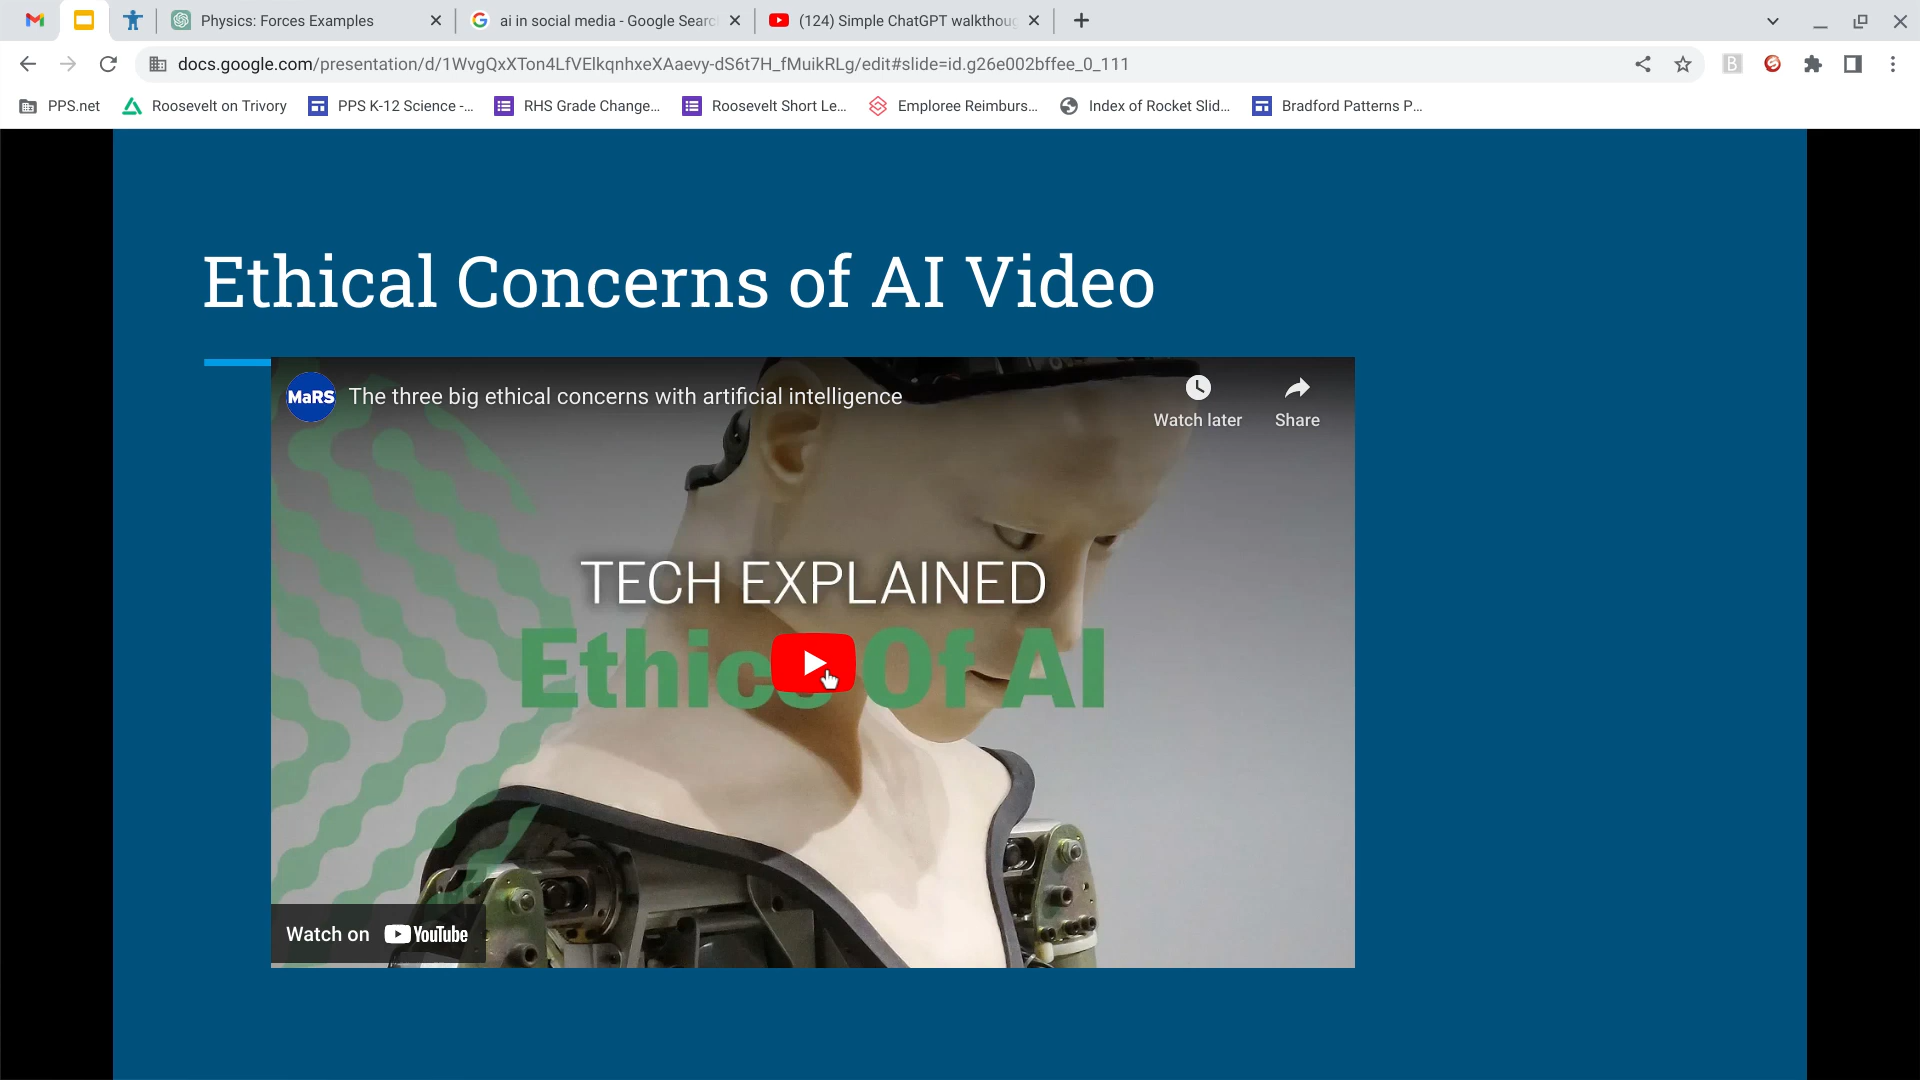 Physics: Forces Examples
ai in social media - Google Searc
(124) Simple ChatGPT walkthoug
docs.google.com/presentation/d/1WvgQxXTon4LfVElkqnhxeXAaevy-dS6t7H_fMuikRLg/edit#slide=id.g26e002bffee_0_111
B
PPS.net
Roosevelt on Trivory
PPS K-12 Science -...
RHS Grade Change...
Roosevelt Short Le...
Emploree Reimburs...
Index of Rocket Slid...
Bradford Patterns P...
Ethical Concerns of AI Video
MaRS
The three big ethical concerns with artificial intelligence
Watch later
Share
TECH EXPLAINED
Ethics Of AI
Watch on YouTube